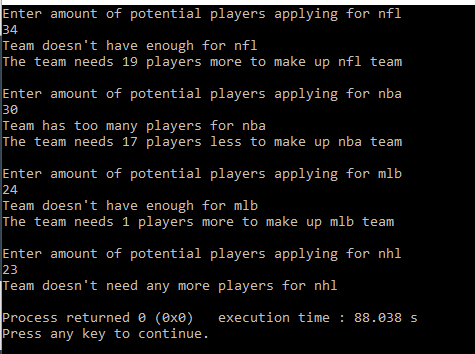 Enter amount of potential players applying for nfl
34
Team doesn't have enough for nfl
The team needs 19 players more to make up nfl team
Enter amount of potential players applying for nba
30
Team has too many players for nba
The team needs 17 players less to make up nba team
Enter amount of potential players applying for mlb
24
Team doesn't have enough for mlb
The team needs 1 players more to make up mlb team
Enter amount of potential players applying for nhl
23
Team doesn't need any more players for nhl
Process returned 0 (0x0)   execution time : 88.038 s
Press any key to continue.